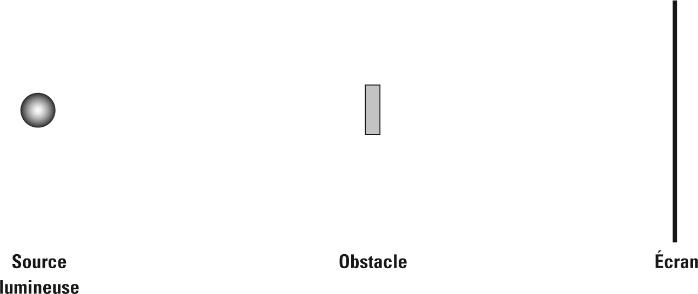 Source
lumineuse
Obstacle
Écran